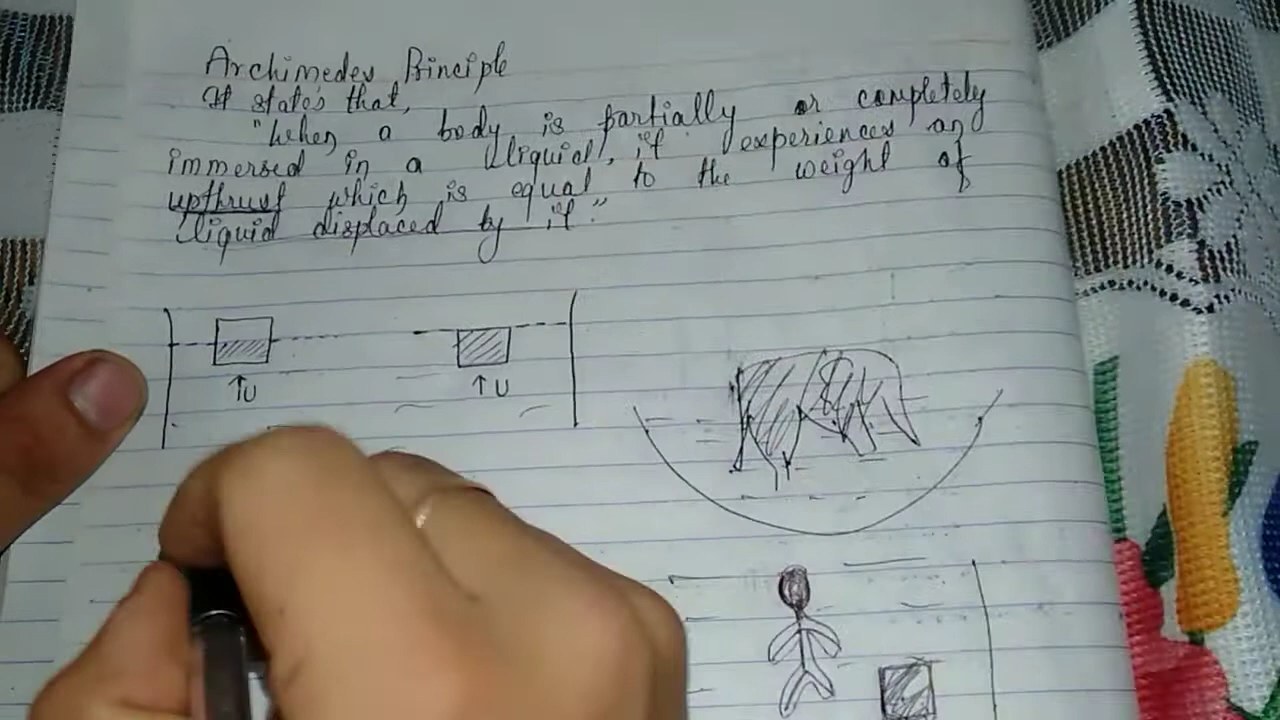 Archimedes Principle
It state's that,
"When a body is partially or completely
immersed in a liquid, it experiences an
upthrust which is equal to the weight of
liquid displaced by it."
↑U ↑U